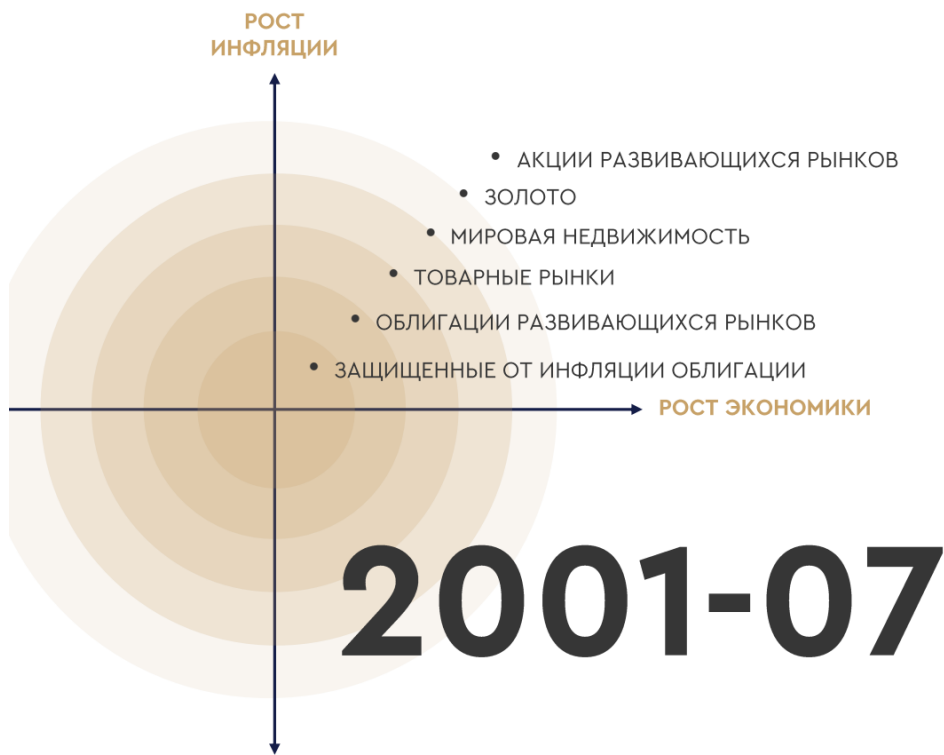 РОСТ
ИНФЛЯЦИИ
• АКЦИИ РАЗВИВАЮЩИХСЯ РЫНКОВ
• ЗОЛОТО
• МИРОВАЯ НЕДВИЖИМОСТЬ
• ТОВАРНЫЕ РЫНКИ
• ОБЛИГАЦИИ РАЗВИВАЮЩИХСЯ РЫНКОВ
• ЗАЩИЩЕННЫЕ ОТ ИНФЛЯЦИИ ОБЛИГАЦИИ
РОСТ ЭКОНОМИКИ
2001-07